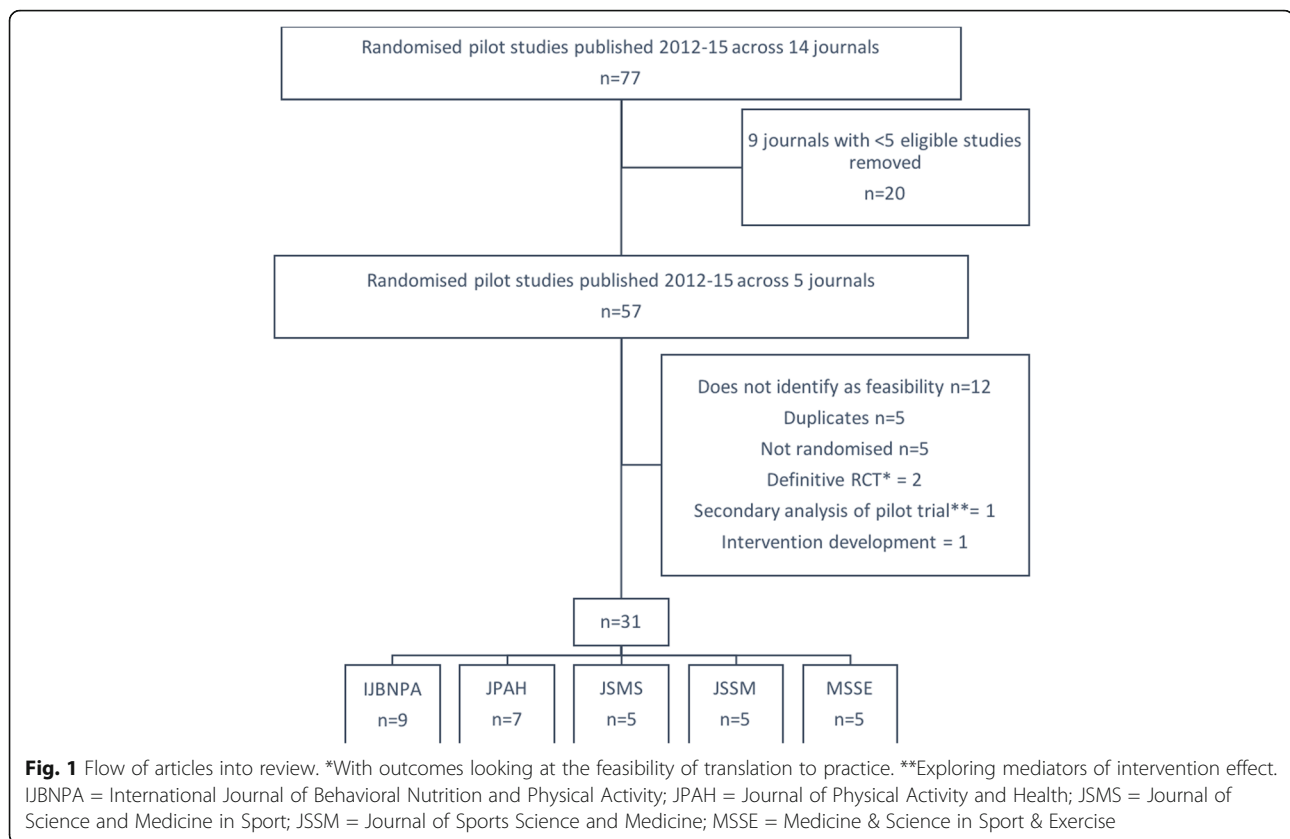 Randomised pilot studies published 2012-15 across 14 journals
n=77
9 journals with <5 eligible studies
removed
n=20
Randomised pilot studies published 2012-15 across 5 journals
n=57
Does not identify as feasibility n=12
Duplicates n=5
Not randomised n=5
Definitive RCT* = 2
Secondary analysis of pilot trial**= 1
Intervention development = 1
n=31
IJBNPA
n=9
JPAH
n=7
JSMS
n=5
JSSM
n=5
MSSE
n=5
Fig. 1 Flow of articles into review. *With outcomes looking at the feasibility of translation to practice. **Exploring mediators of intervention effect.
IJBNPA = International Journal of Behavioral Nutrition and Physical Activity; JPAH = Journal of Physical Activity and Health; JSMS = Journal of
Science and Medicine in Sport; JSSM = Journal of Sports Science and Medicine; MSSE = Medicine & Science in Sport & Exercise